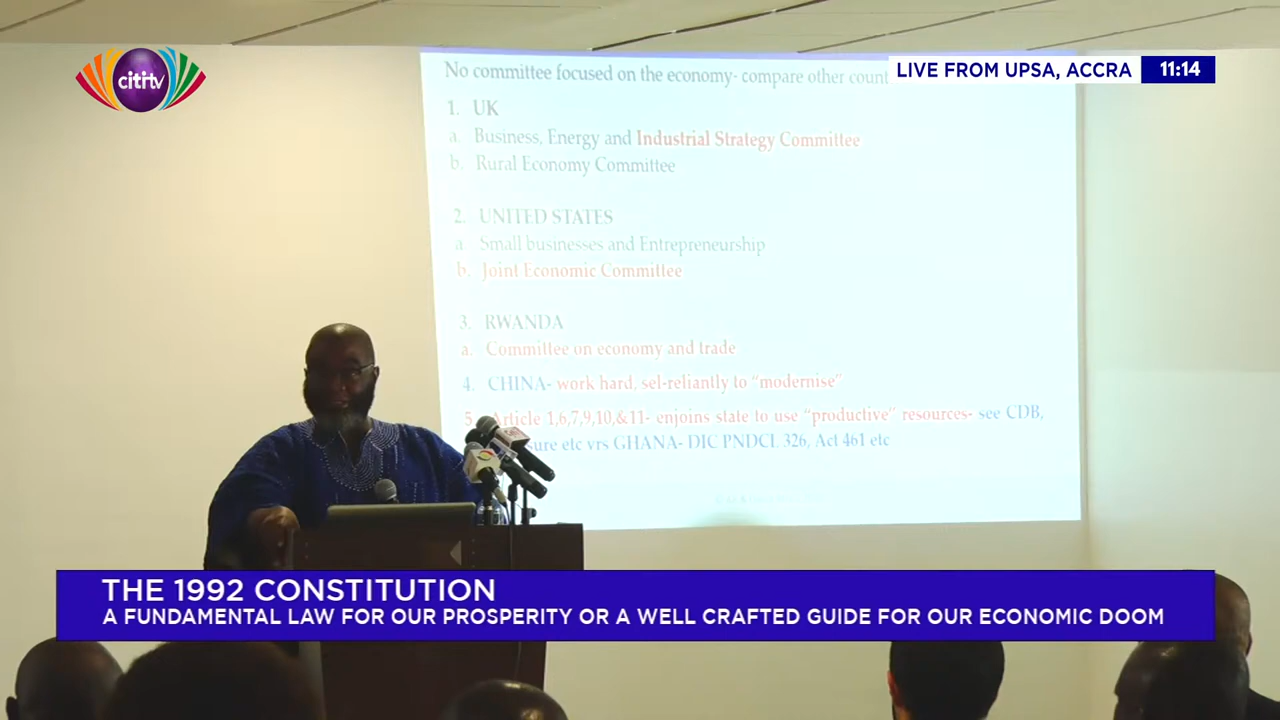 citi tv
LIVE FROM UPSA, ACCRA 11:14
No committee focused on the economy- compare other
1. UK
a. Business, Energy and Industrial Strategy Committee
b. Rural Economy Committee
2. UNITED STATES
a Small businesses and Entrepreneurship
b. Joint Economic Committee
3. RWANDA
a. Committee on economy and trade
4. CHINA- work hard, sel-reliantly to “modernise”
5. Article 1,6,7,9,10,&11- enjoins state to use “productive” resources- see CDB,
etc vrs GHANA- DIC PNDCL 326, Act 461 etc
THE 1992 CONSTITUTION
A FUNDAMENTAL LAW FOR OUR PROSPERITY OR A WELL CRAFTED GUIDE FOR OUR ECONOMIC DOOM